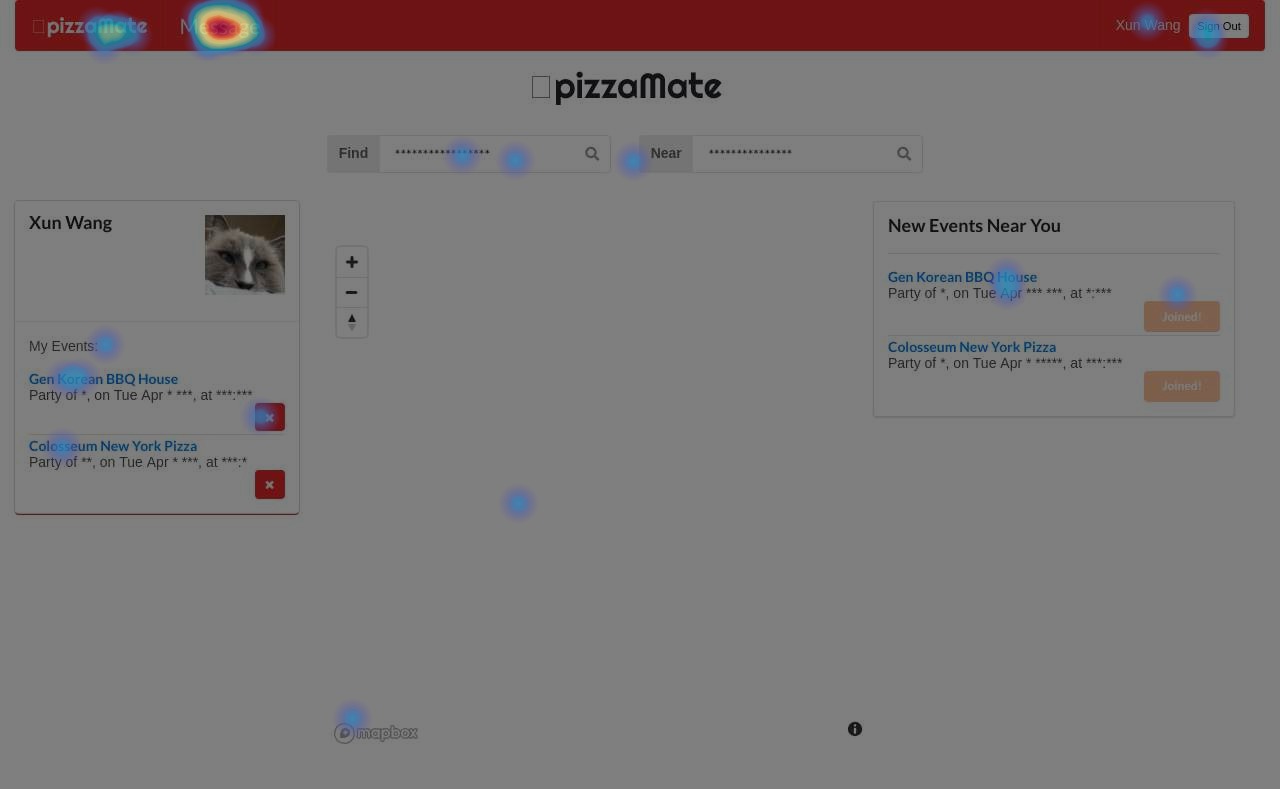 pizzaMate
Message
Xun Wang
Sign Out
pizzaMate
Find
*****************
Near
***************
Xun Wang
My Events:
Gen Korean BBQ House
Party of *, on Tue Apr * ***, at ***:***
Colosseum New York Pizza
Party of **, on Tue Apr * ***, at ***:*
New Events Near You
Gen Korean BBQ House
Party of *, on Tue Apr *** ***, at *:***
Joined!
Colosseum New York Pizza
Party of *, on Tue Apr * *****, at ***:***
Joined!
mapbox